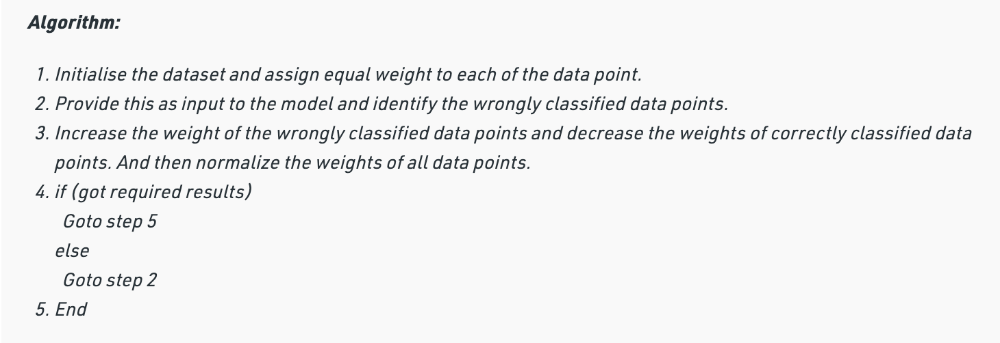 Algorithm:
1. Initialise the dataset and assign equal weight to each of the data point.
2. Provide this as input to the model and identify the wrongly classified data points.
3. Increase the weight of the wrongly classified data points and decrease the weights of correctly classified data
points. And then normalize the weights of all data points.
4. if (got required results)
Goto step 5
else
Goto step 2
5. End